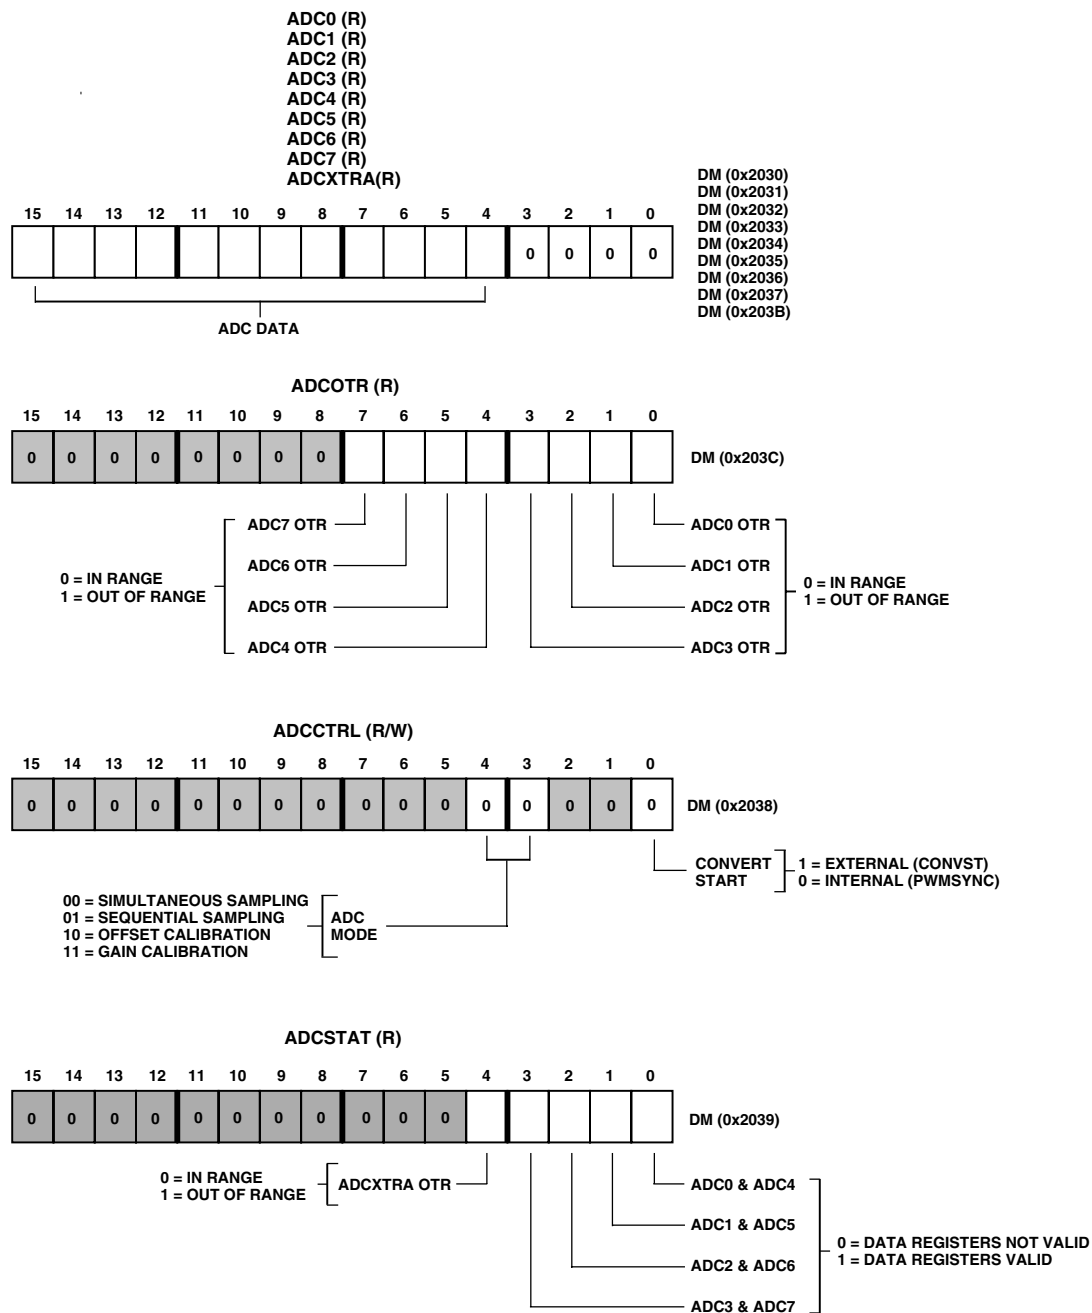 ADC0 (R)
ADC1 (R)
ADC2 (R)
ADC3 (R)
ADC4 (R)
ADC5 (R)
ADC6 (R)
ADC7 (R)
ADCXTRA(R)
DM (0x2030)
DM (0x2031)
DM (0x2032)
DM (0x2033)
DM (0x2034)
DM (0x2035)
DM (0x2036)
DM (0x2037)
DM (0x203B)
15 14 13 12 11 10 9 8 7 6 5 4 3 2 1 0
0 0 0 0
ADC DATA
ADCOTR (R)
15 14 13 12 11 10 9 8 7 6 5 4 3 2 1 0
0 0 0 0 0 0 0 0
DM (0x203C)
ADC7 OTR
ADC6 OTR
ADC5 OTR
ADC4 OTR
0 = IN RANGE
1 = OUT OF RANGE
ADC0 OTR
ADC1 OTR
ADC2 OTR
ADC3 OTR
0 = IN RANGE
1 = OUT OF RANGE
ADCCTRL (R/W)
15 14 13 12 11 10 9 8 7 6 5 4 3 2 1 0
0 0 0 0 0 0 0 0 0 0 0 0 0 0 0 0
DM (0x2038)
CONVERT
START
1 = EXTERNAL (CONVST)
0 = INTERNAL (PWMSYNC)
00 = SIMULTANEOUS SAMPLING
01 = SEQUENTIAL SAMPLING
10 = OFFSET CALIBRATION
11 = GAIN CALIBRATION
ADC
MODE
ADCSTAT (R)
15 14 13 12 11 10 9 8 7 6 5 4 3 2 1 0
0 0 0 0 0 0 0 0 0 0 0
DM (0x2039)
0 = IN RANGE
1 = OUT OF RANGE
ADCXTRA OTR
ADC0 & ADC4
ADC1 & ADC5
ADC2 & ADC6
ADC3 & ADC7
0 = DATA REGISTERS NOT VALID
1 = DATA REGISTERS VALID